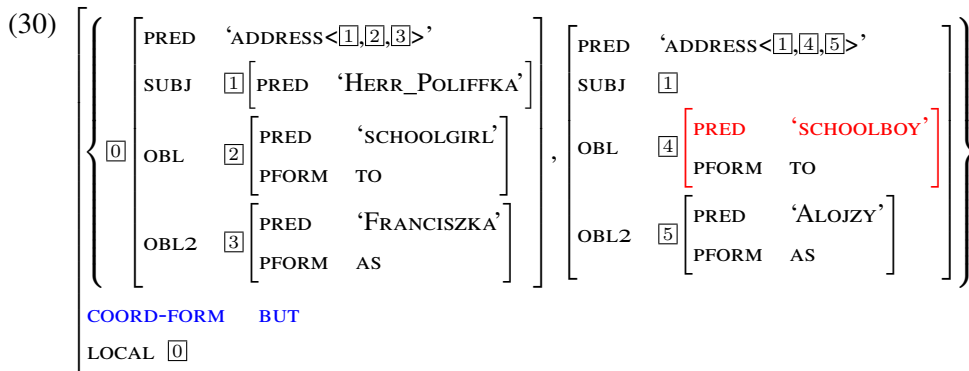 (30)
PRED ‘ADDRESS<1,2,3>’ PRED ‘ADDRESS<1,4,5>’
SUBJ 1 PRED ‘HERR_POLIFFKA’ SUBJ 1
0 OBL 2 PRED ‘SCHOOLGIRL’ PFORM TO , OBL 4 PRED ‘SCHOOLBOY’ PFORM TO
OBL2 3 PRED ‘FRANCISZKA’ PFORM AS OBL2 5 PRED ‘ALOJZY’ PFORM AS
COORD-FORM BUT
LOCAL 0